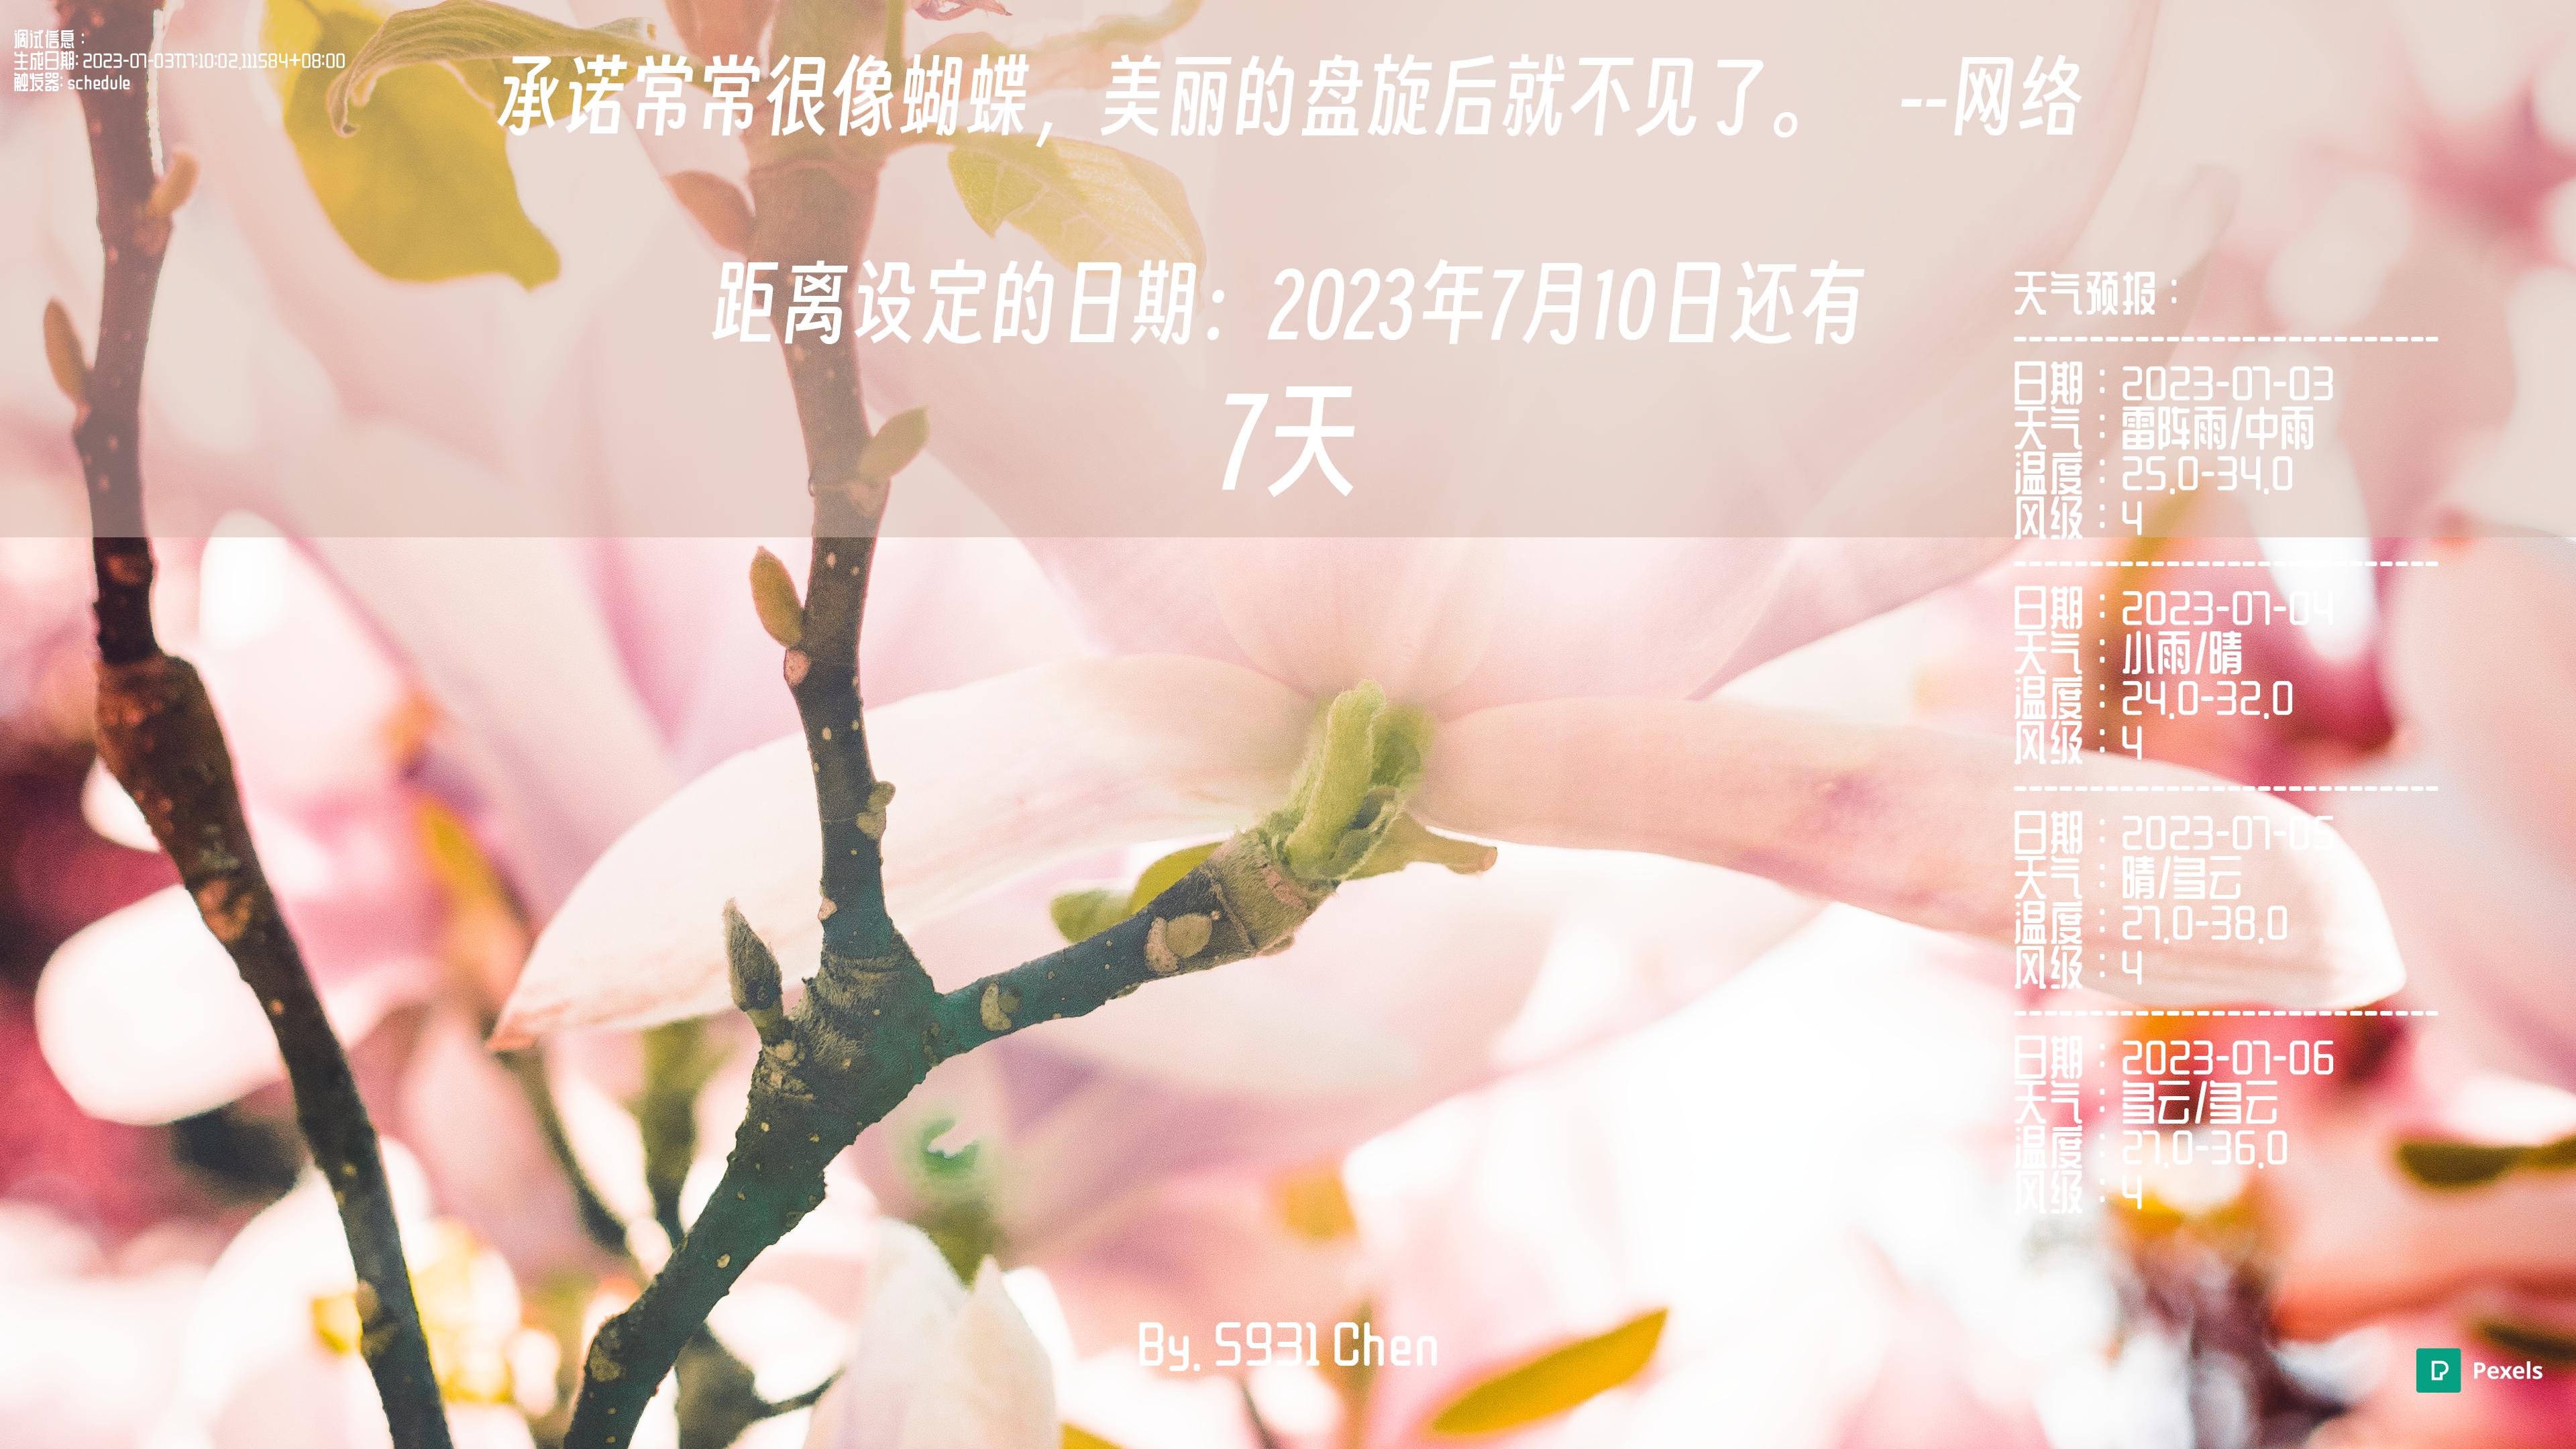 调试信息：
生成日期: 2023-07-03T17:10:02.111584+08:00
触发器: schedule
承诺常常很像蝴蝶，美丽的盘旋后就不见了。 --网络
距离设定的日期：2023年7月10日还有
7天
天气预报：
------------------------------
日期：2023-07-03
天气：雷阵雨/中雨
温度：25.0-34.0
风级：4
------------------------------
日期：2023-07-04
天气：小雨/晴
温度：24.0-32.0
风级：4
------------------------------
日期：2023-07-05
天气：晴/多云
温度：27.0-38.0
风级：4
------------------------------
日期：2023-07-06
天气：多云/多云
温度：27.0-36.0
风级：4
By. S931 Chen
Pexels